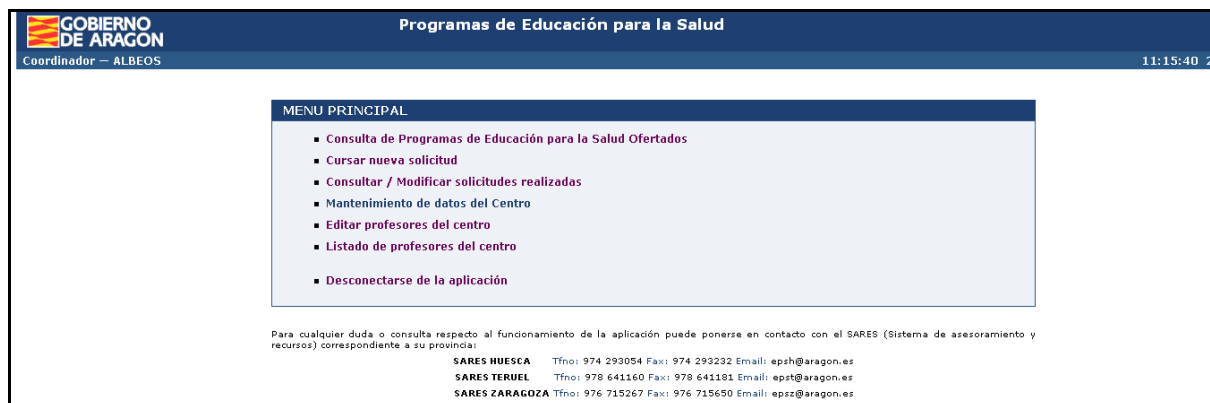 GOBIERNO
DE ARAGON
Programas de Educación para la Salud
Coordinador — ALBEOS
11:15:40
MENU PRINCIPAL
Consulta de Programas de Educación para la Salud Ofertados
Cursar nueva solicitud
Consultar / Modificar solicitudes realizadas
Mantenimiento de datos del Centro
Editar profesores del centro
Listado de profesores del centro
Desconectarse de la aplicación
Para cualquier duda o consulta respecto al funcionamiento de la aplicación puede ponerse en contacto con el SARES (Sistema de asesoramiento y
recursos) correspondiente a su provincia:
SARES HUESCA Tfno: 974 293054 Fax: 974 293232 Email: epsh@aragon.es
SARES TERUEL Tfno: 978 641160 Fax: 978 641181 Email: epst@aragon.es
SARES ZARAGOZA Tfno: 976 715267 Fax: 976 715650 Email: epsz@aragon.es